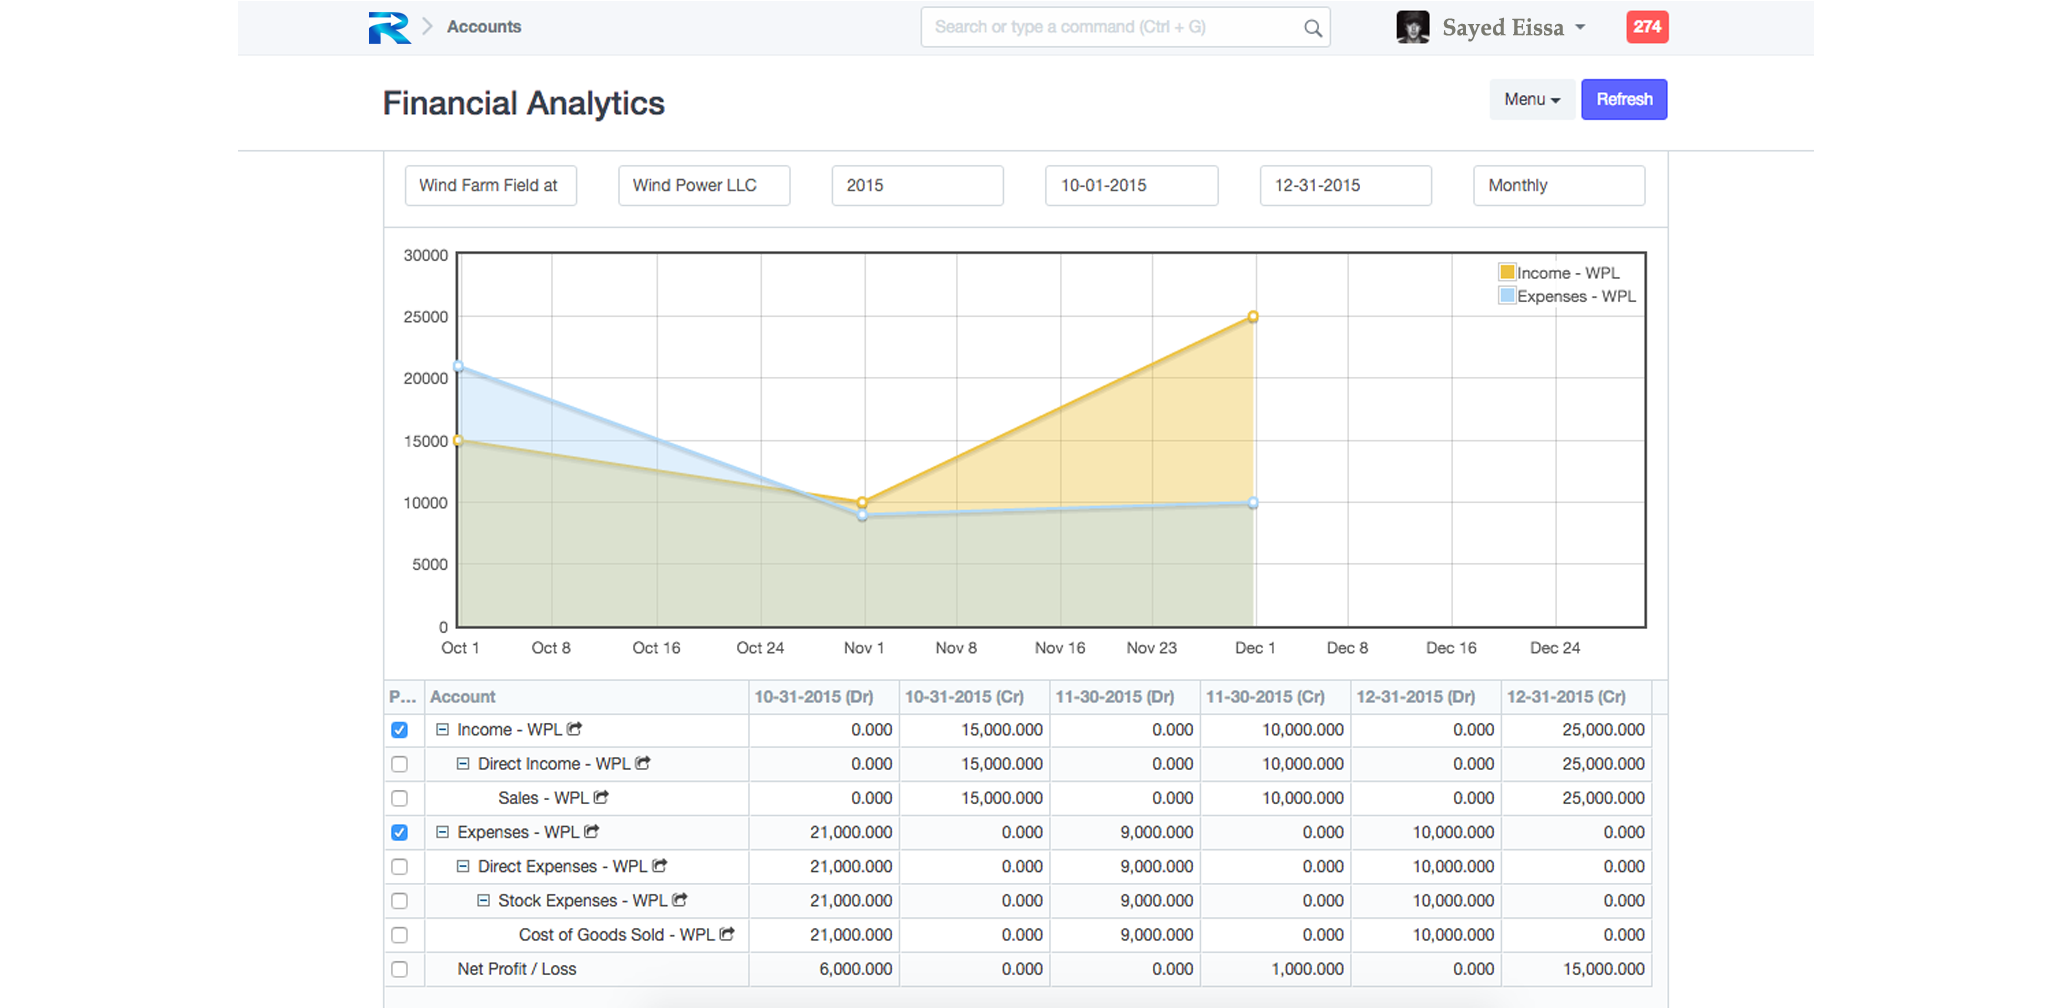 Accounts
Search or type a command (Ctrl + G)
Sayed Eissa
274
Financial Analytics
Menu
Refresh
Wind Farm Field at
Wind Power LLC
2015
10-01-2015
12-31-2015
Monthly
30000
25000
20000
15000
10000
5000
0
Income - WPL
Expenses - WPL
Oct 1 Oct 8 Oct 16 Oct 24 Nov 1 Nov 8 Nov 16 Nov 23 Dec 1 Dec 8 Dec 16 Dec 24
P... Account 10-31-2015 (Dr) 10-31-2015 (Cr) 11-30-2015 (Dr) 11-30-2015 (Cr) 12-31-2015 (Dr) 12-31-2015 (Cr)
Income - WPL 0.000 15,000.000 0.000 10,000.000 0.000 25,000.000
Direct Income - WPL 0.000 15,000.000 0.000 10,000.000 0.000 25,000.000
Sales - WPL 0.000 15,000.000 0.000 10,000.000 0.000 25,000.000
Expenses - WPL 21,000.000 0.000 9,000.000 0.000 10,000.000 0.000
Direct Expenses - WPL 21,000.000 0.000 9,000.000 0.000 10,000.000 0.000
Stock Expenses - WPL 21,000.000 0.000 9,000.000 0.000 10,000.000 0.000
Cost of Goods Sold - WPL 21,000.000 0.000 9,000.000 0.000 10,000.000 0.000
Net Profit / Loss 6,000.000 0.000 0.000 1,000.000 0.000 15,000.000